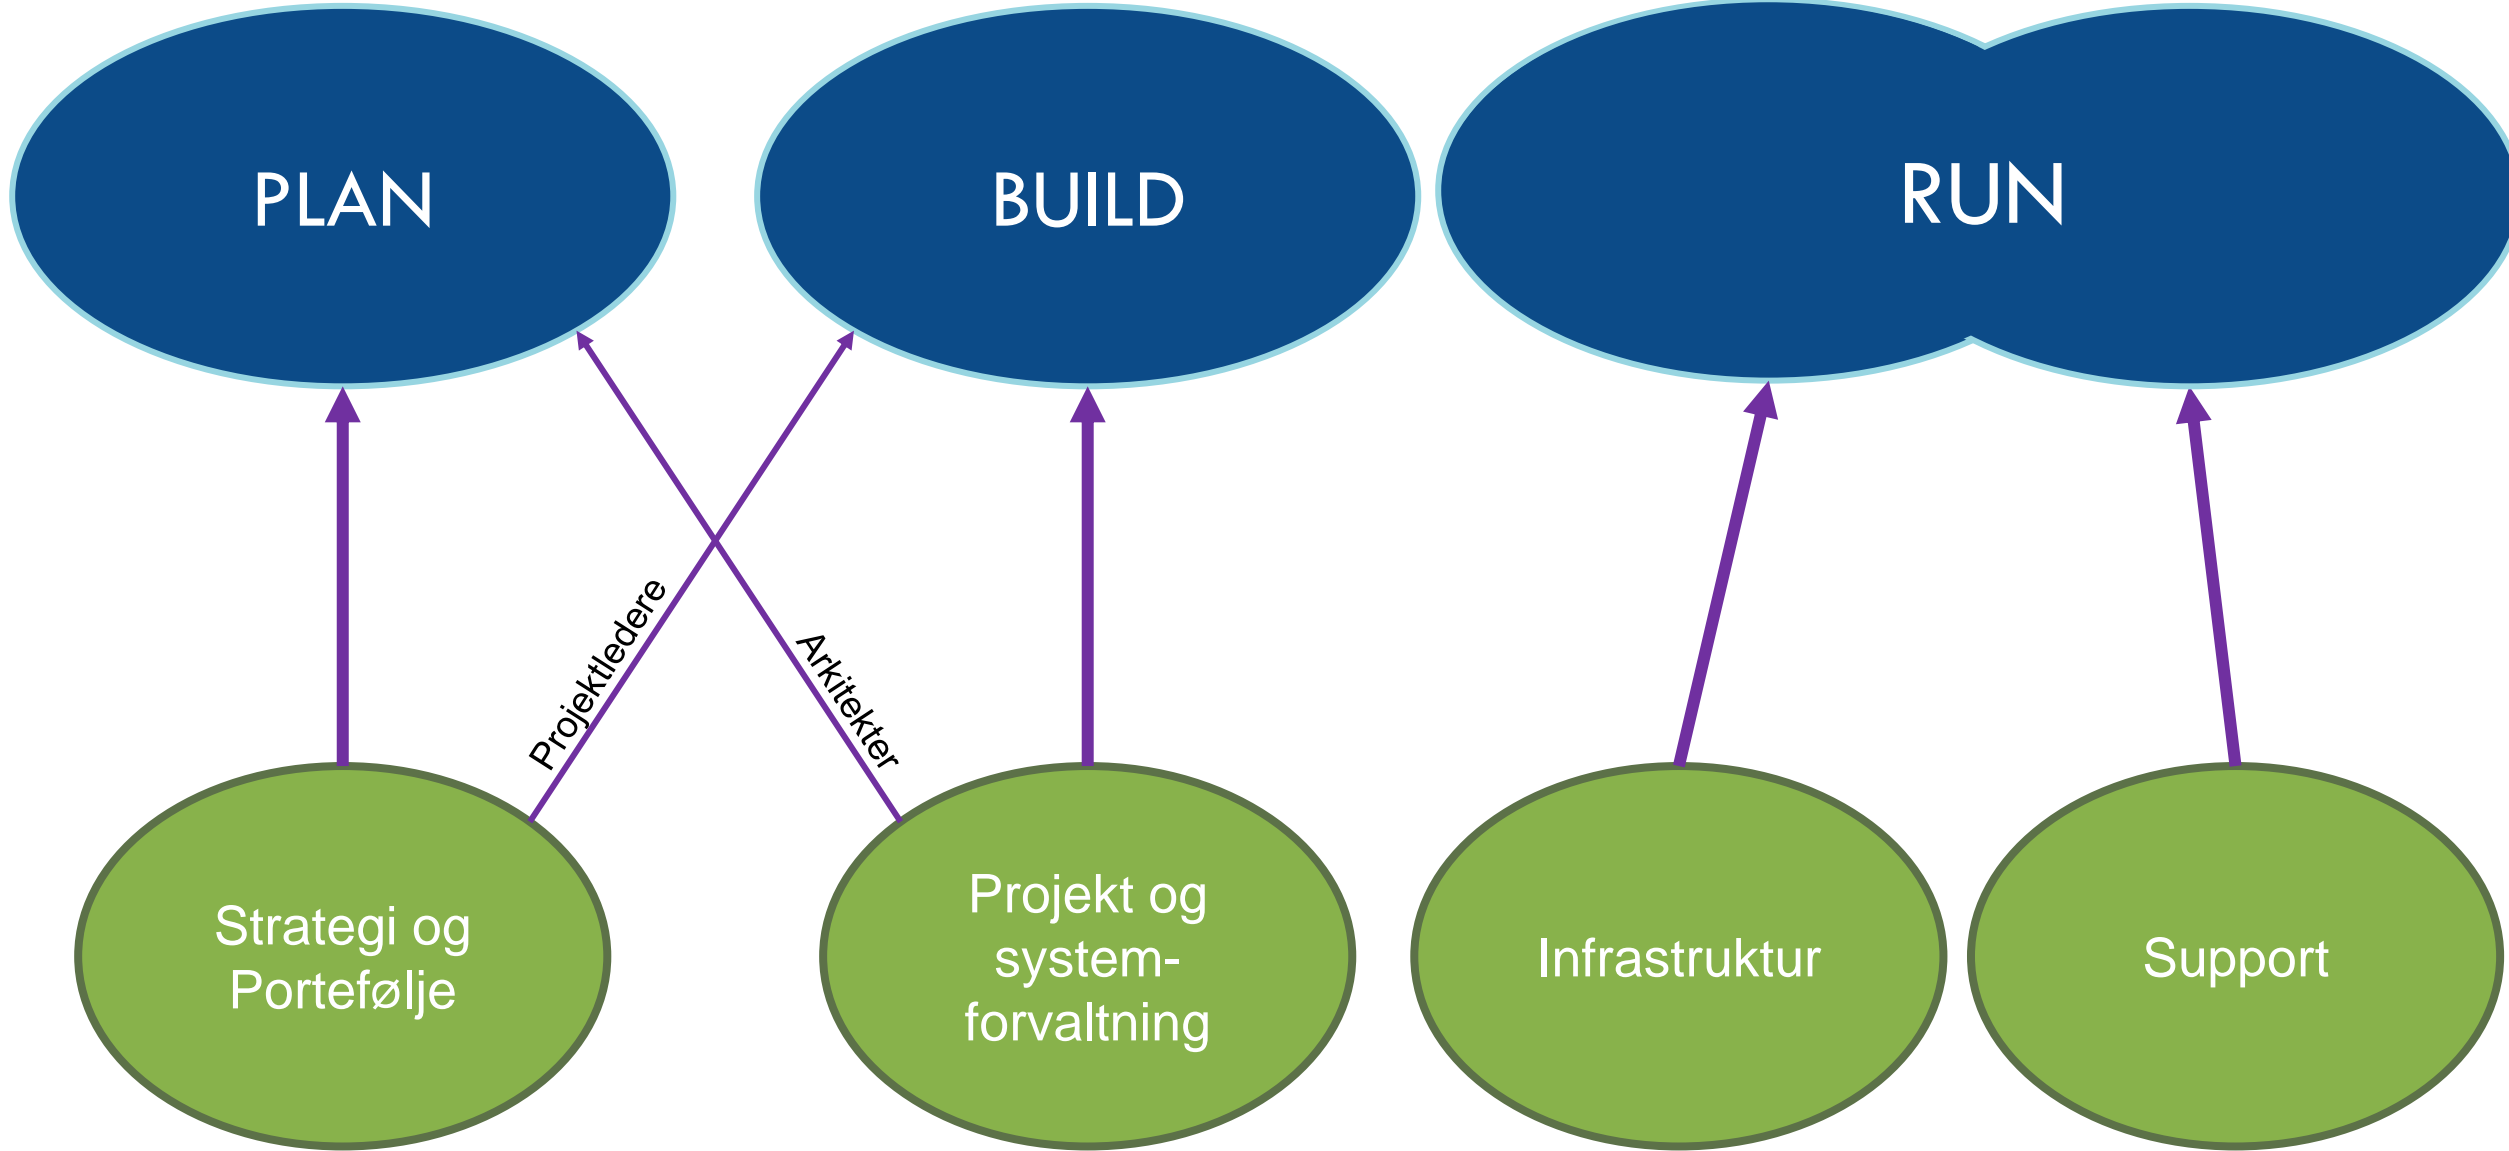 PLAN
BUILD
RUN
Projektledere
Arkitekter
Strategi og
Portefølje
Projekt og
system-
forvaltning
Infrastruktur
Support